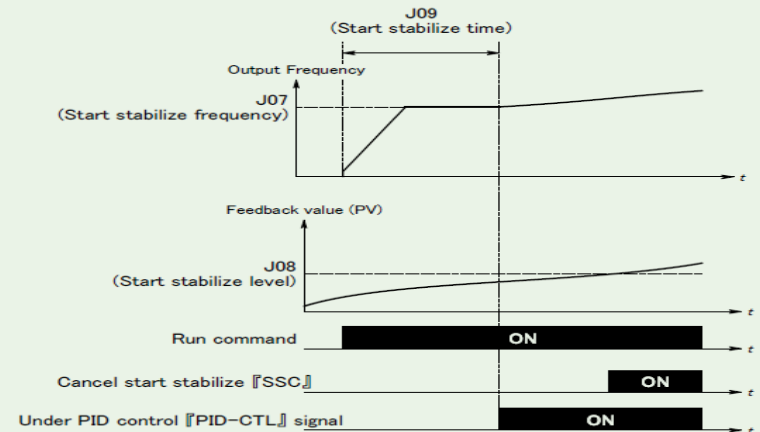 J09
(Start stabilize time)
Output Frequency
J07
(Start stabilize frequency)
t
Feedback value (PV)
J08
(Start stabilize level)
t
Run command
ON
t
Cancel start stabilize『SSC』
ON
t
Under PID control『PID-CTL』signal
ON
t